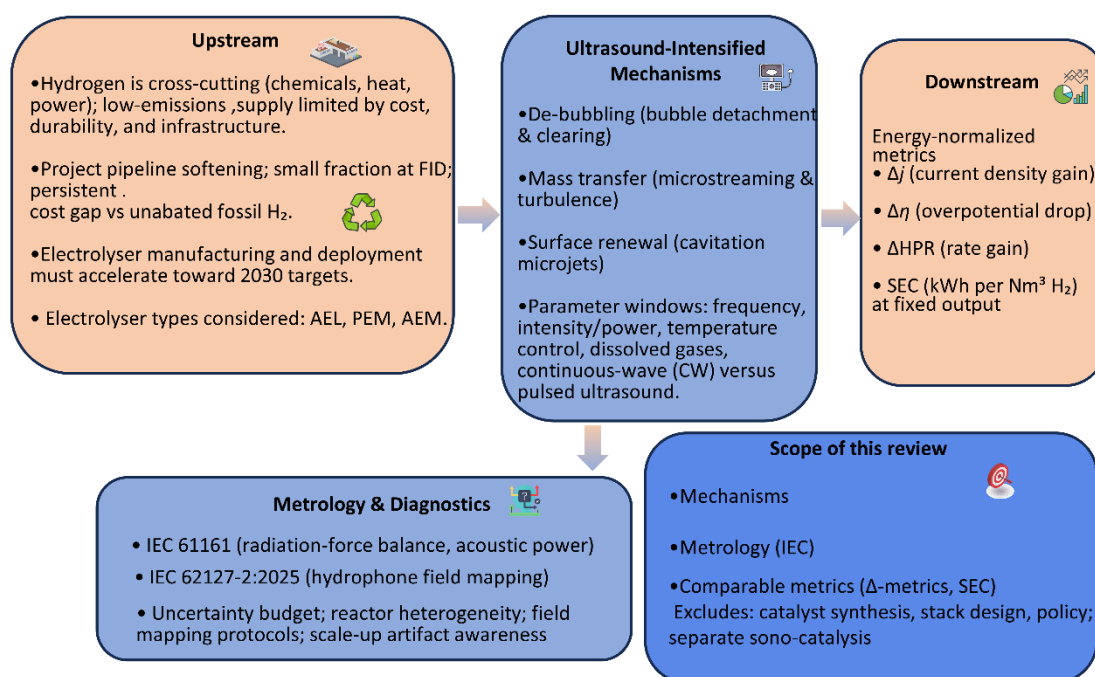 Upstream
•Hydrogen is cross-cutting (chemicals, heat,
power); low-emissions ,supply limited by cost,
durability, and infrastructure.
•Project pipeline softening; small fraction at FID;
persistent .
cost gap vs unabated fossil H₂.
•Electrolyser manufacturing and deployment
must accelerate toward 2030 targets.
• Electrolyser types considered: AEL, PEM, AEM.
Ultrasound-Intensified
Mechanisms
•De-bubbling (bubble detachment
& clearing)
•Mass transfer (microstreaming &
turbulence)
•Surface renewal (cavitation
microjets)
•Parameter windows: frequency,
intensity/power, temperature
control, dissolved gases,
continuous-wave (CW) versus
pulsed ultrasound.
Downstream
Energy-normalized
metrics
• Δj (current density gain)
• Δη (overpotential drop)
• ΔHPR (rate gain)
• SEC (kWh per Nm³ H₂)
at fixed output
Metrology & Diagnostics
?
• IEC 61161 (radiation-force balance, acoustic power)
• IEC 62127-2:2025 (hydrophone field mapping)
• Uncertainty budget; reactor heterogeneity; field
mapping protocols; scale-up artifact awareness
Scope of this review
•Mechanisms
•Metrology (IEC)
•Comparable metrics (Δ-metrics, SEC)
Excludes: catalyst synthesis, stack design, policy;
separate sono-catalysis